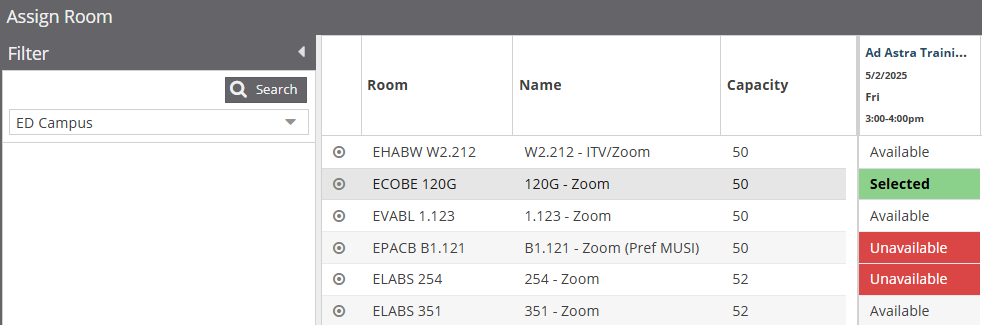 Assign Room
Filter
Search
ED Campus
Room Name Capacity Ad Astra Traini...
5/2/2025
Fri
3:00-4:00pm
EHABW W2.212 W2.212 - ITV/Zoom 50 Available
ECOBE 120G 120G - Zoom 50 Selected
EVABL 1.123 1.123 - Zoom 50 Available
EPACB B1.121 B1.121 - Zoom (Pref MUSI) 50 Unavailable
ELABS 254 254 - Zoom 52 Unavailable
ELABS 351 351 - Zoom 52 Available